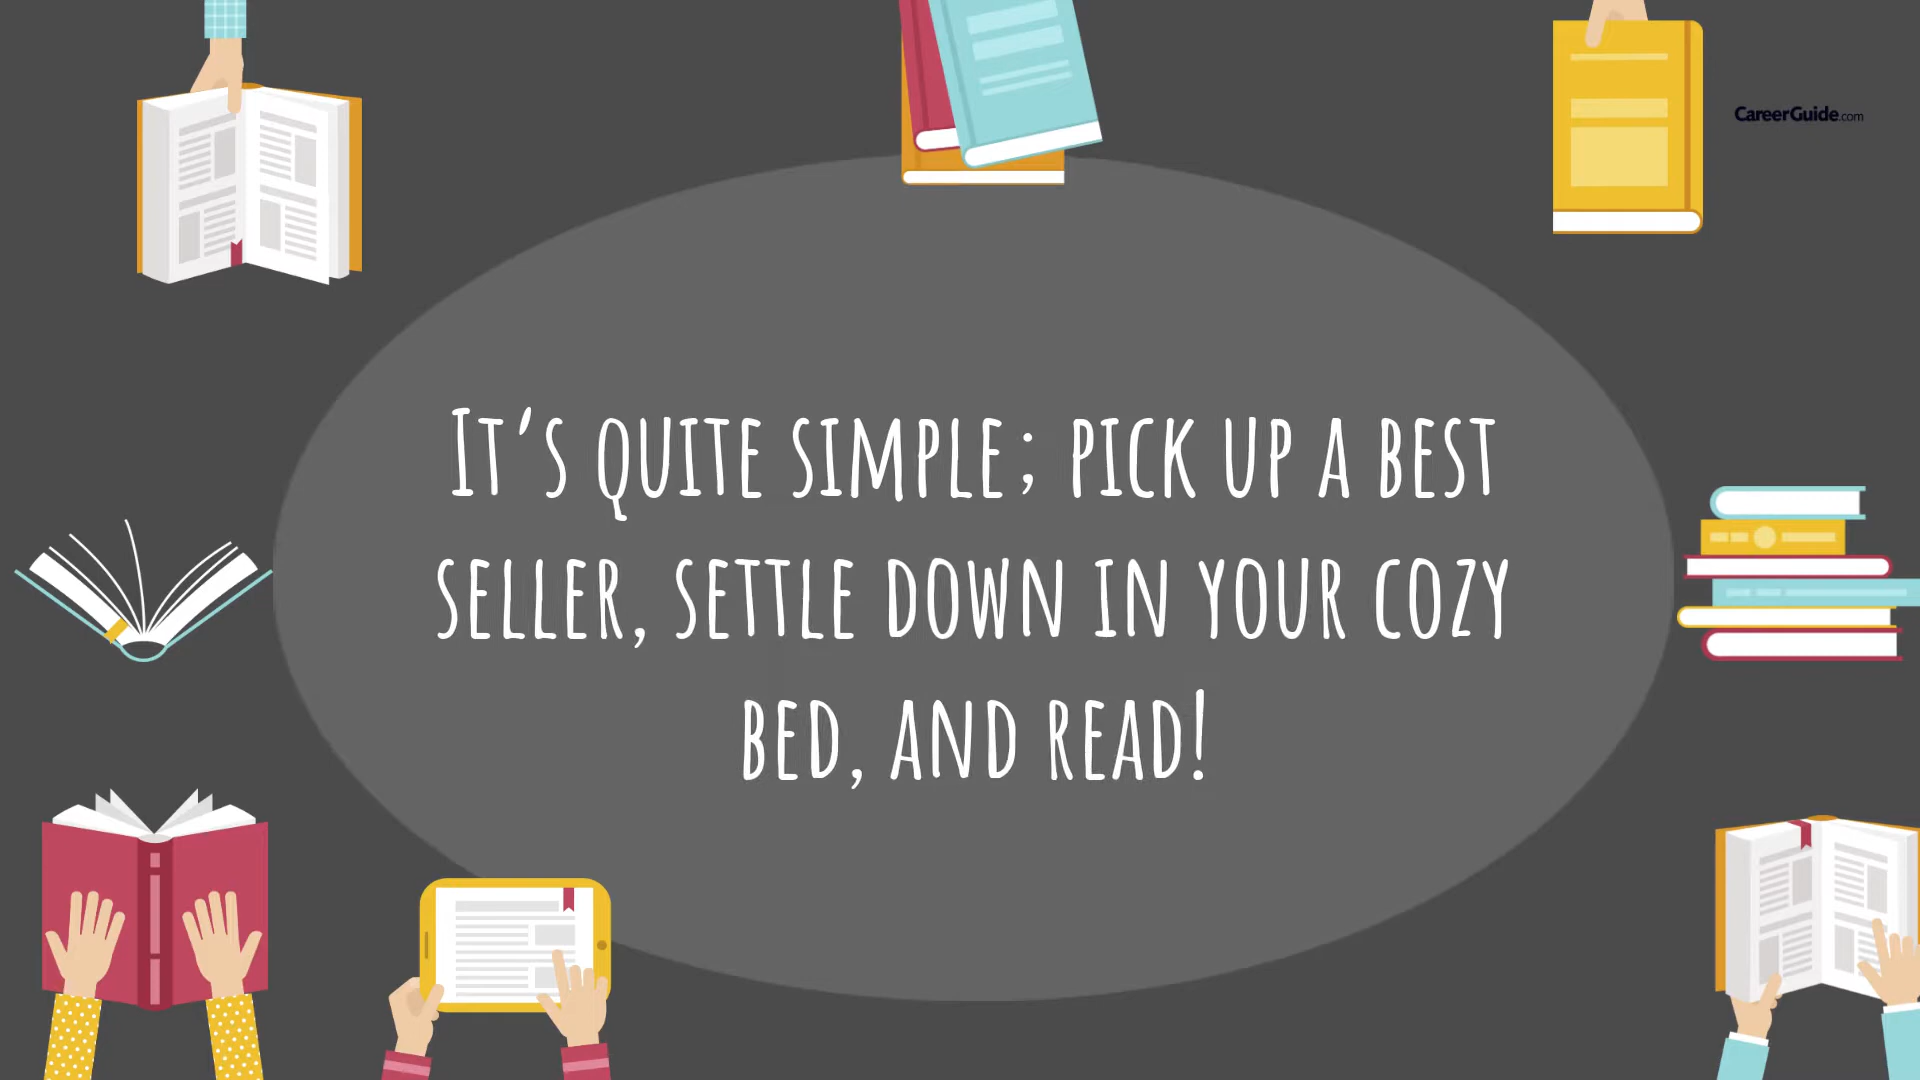 CareerGuide.com
It's quite simple; pick up a best
seller, settle down in your cozy
bed, and read!